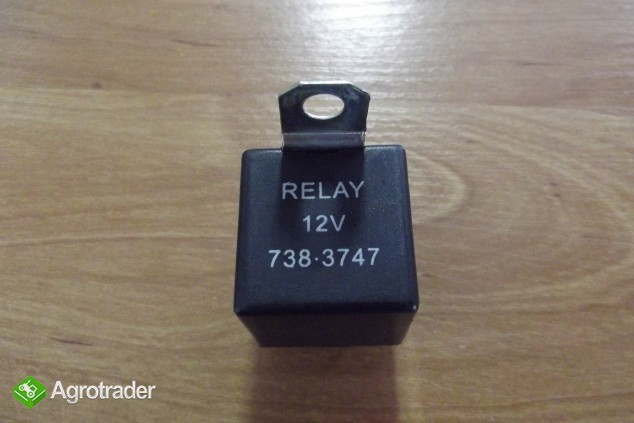 RELAY
12V
738·3747
Agrotrader